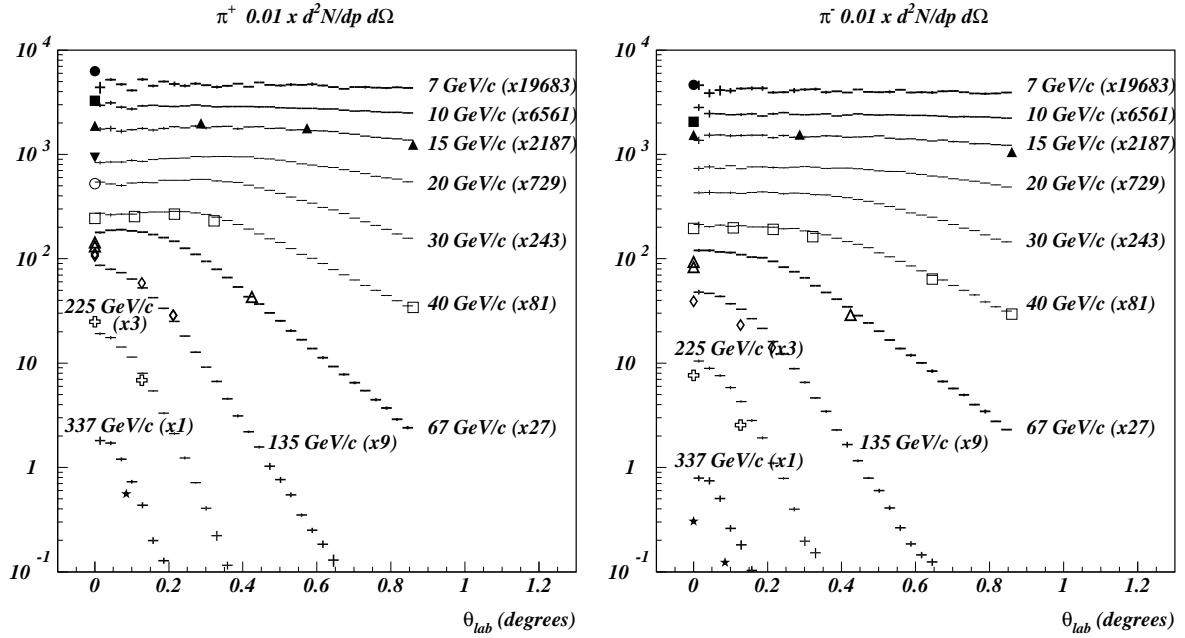 π⁺ 0.01 x d²N/dp dΩ
10⁴
10³
10²
10
1
10⁻¹
7 GeV/c (x19683)
10 GeV/c (x6561)
15 GeV/c (x2187)
20 GeV/c (x729)
30 GeV/c (x243)
40 GeV/c (x81)
225 GeV/c
(x3)
337 GeV/c (x1)
135 GeV/c (x9)
67 GeV/c (x27)
0 0.2 0.4 0.6 0.8 1 1.2
θlab (degrees)
π⁻ 0.01 x d²N/dp dΩ
10⁴
10³
10²
10
1
10⁻¹
7 GeV/c (x19683)
10 GeV/c (x6561)
15 GeV/c (x2187)
20 GeV/c (x729)
30 GeV/c (x243)
40 GeV/c (x81)
225 GeV/c (x3)
67 GeV/c (x27)
135 GeV/c (x9)
337 GeV/c (x1)
0 0.2 0.4 0.6 0.8 1 1.2
θlab (degrees)